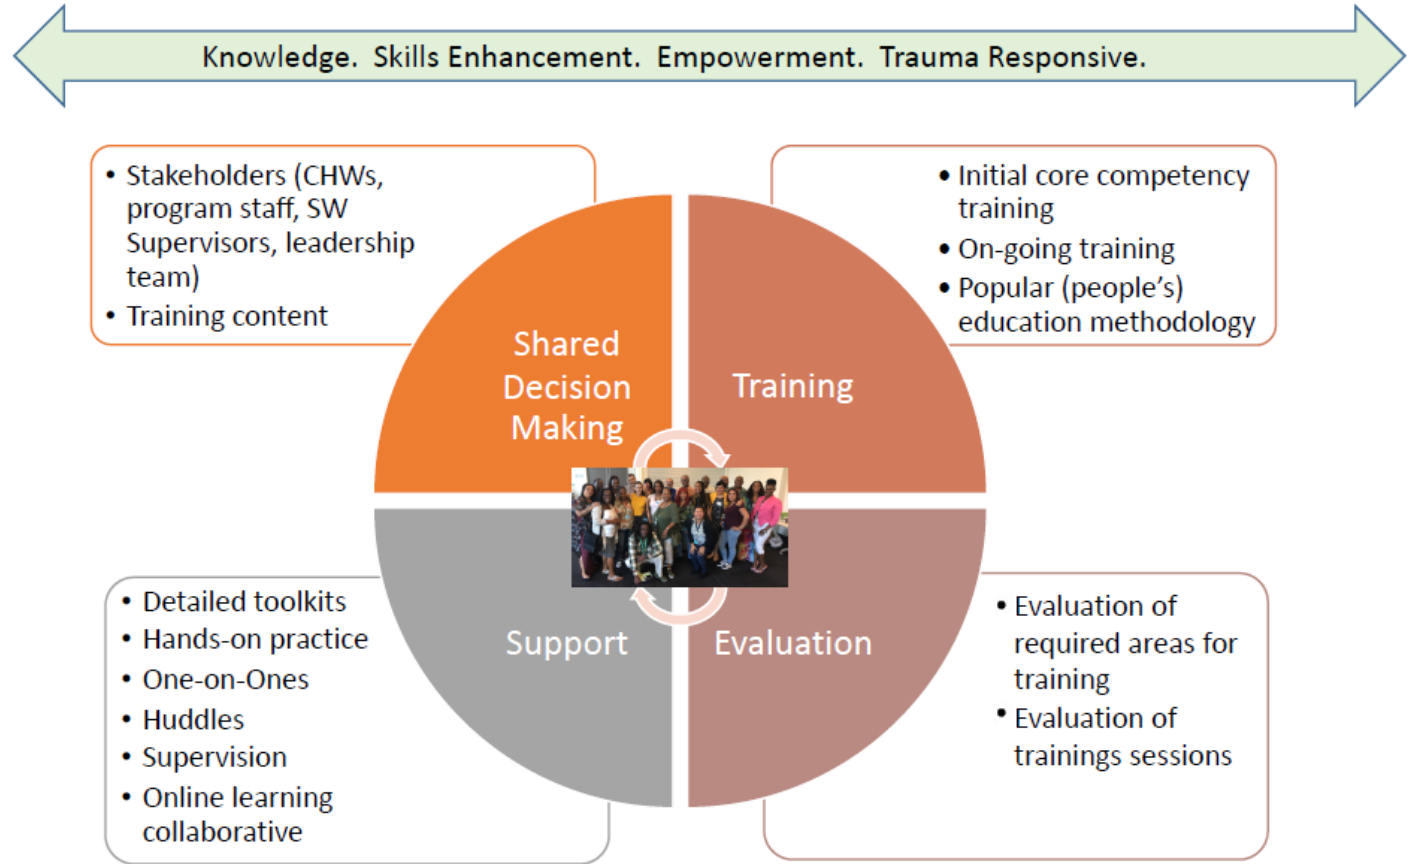 Knowledge.  Skills Enhancement.  Empowerment.  Trauma Responsive.
• Stakeholders (CHWs,
program staff, SW
Supervisors, leadership
team)
• Training content
• Initial core competency
training
• On-going training
• Popular (people's)
education methodology
Shared
Decision
Making
Training
Support
Evaluation
• Detailed toolkits
• Hands-on practice
• One-on-Ones
• Huddles
• Supervision
• Online learning
collaborative
• Evaluation of
required areas for
training
• Evaluation of
trainings sessions